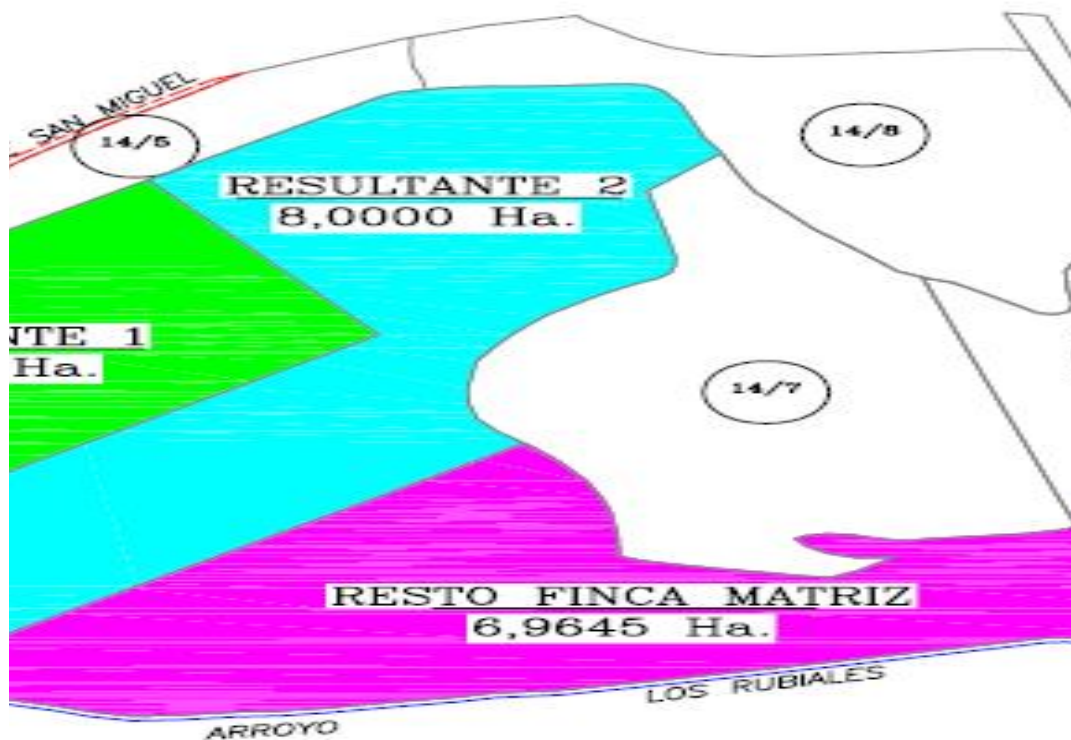 SAN MIGUEL
14/5
14/8
RESULTANTE 2
8,0000 Ha.
NTE 1
Ha.
14/7
RESTO FINCA MATRIZ
6,9645 Ha.
ARROYO LOS RUBIALES